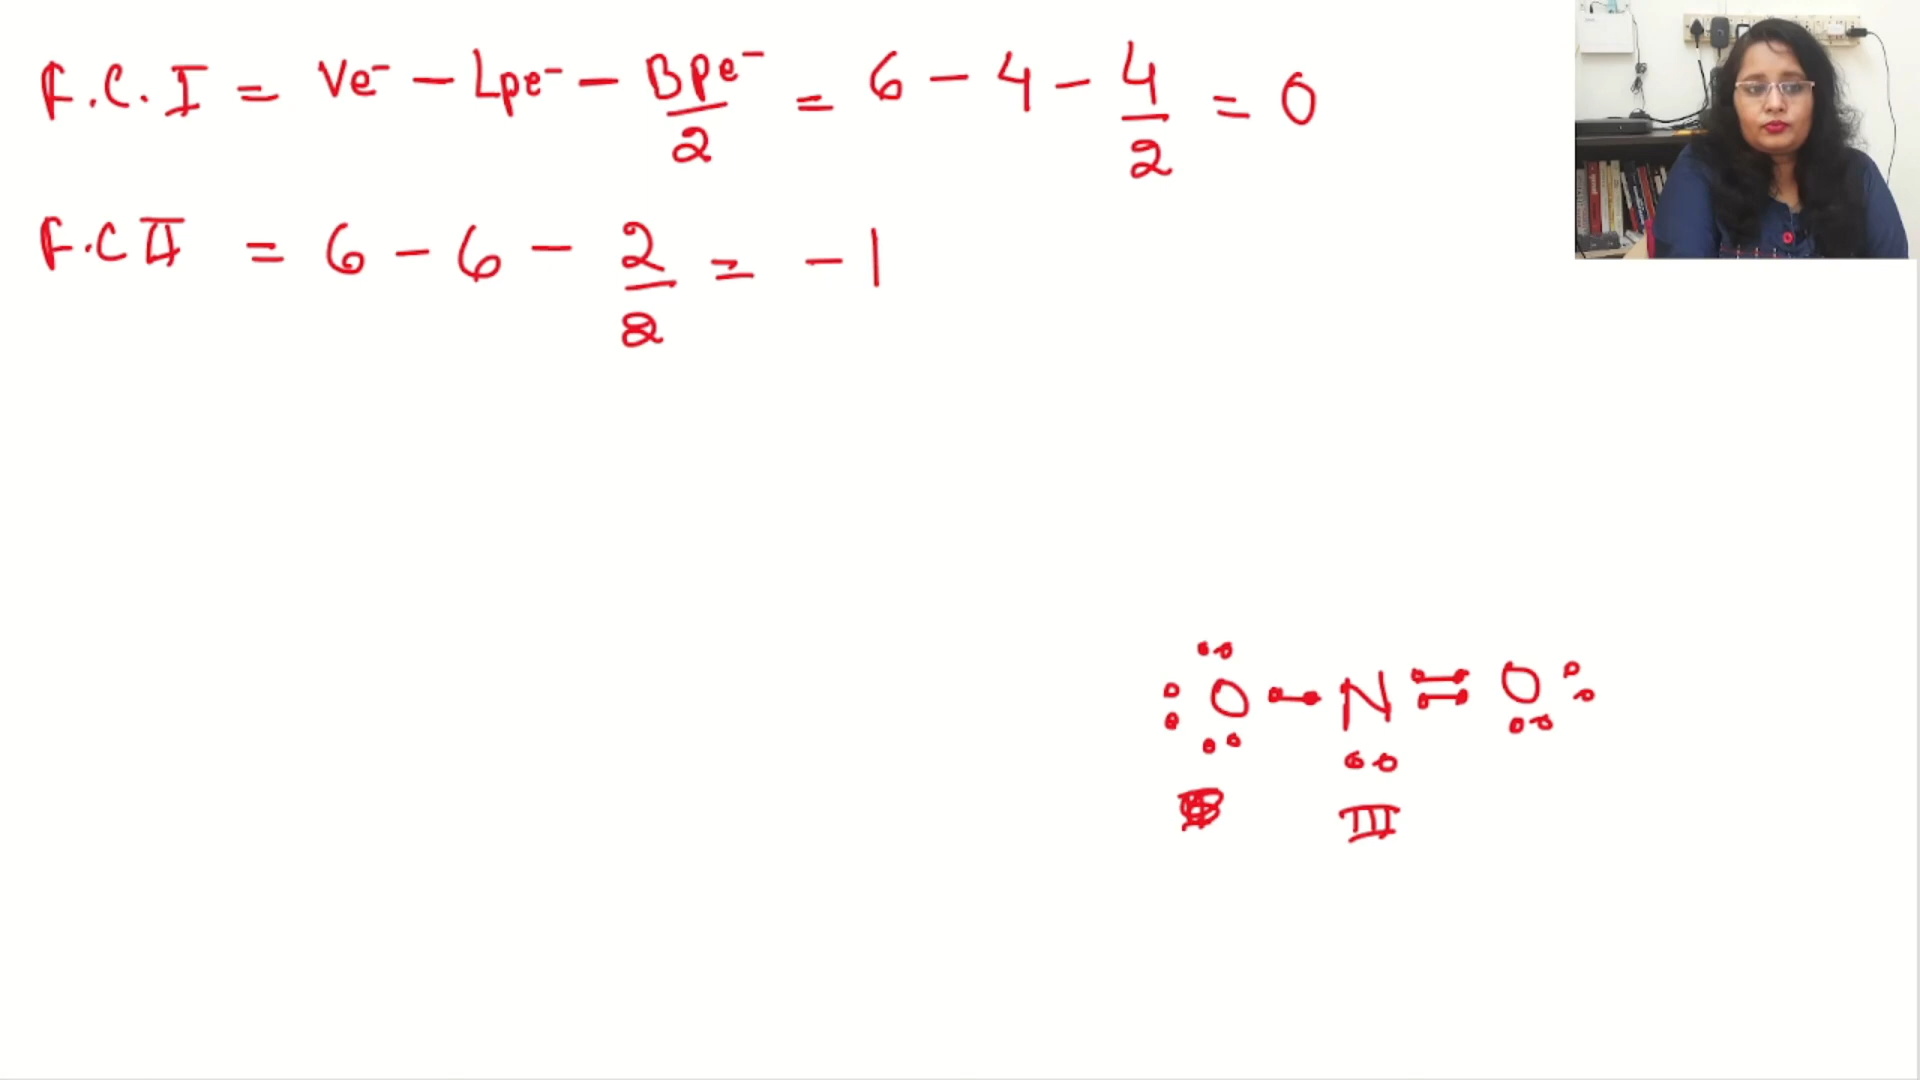 F.C. I = Ve⁻ – Lpe⁻ – Bpe⁻/2 = 6 – 4 – 4/2 = 0
F.C II = 6 – 6 – 2/2 = – 1
O – N = O
III